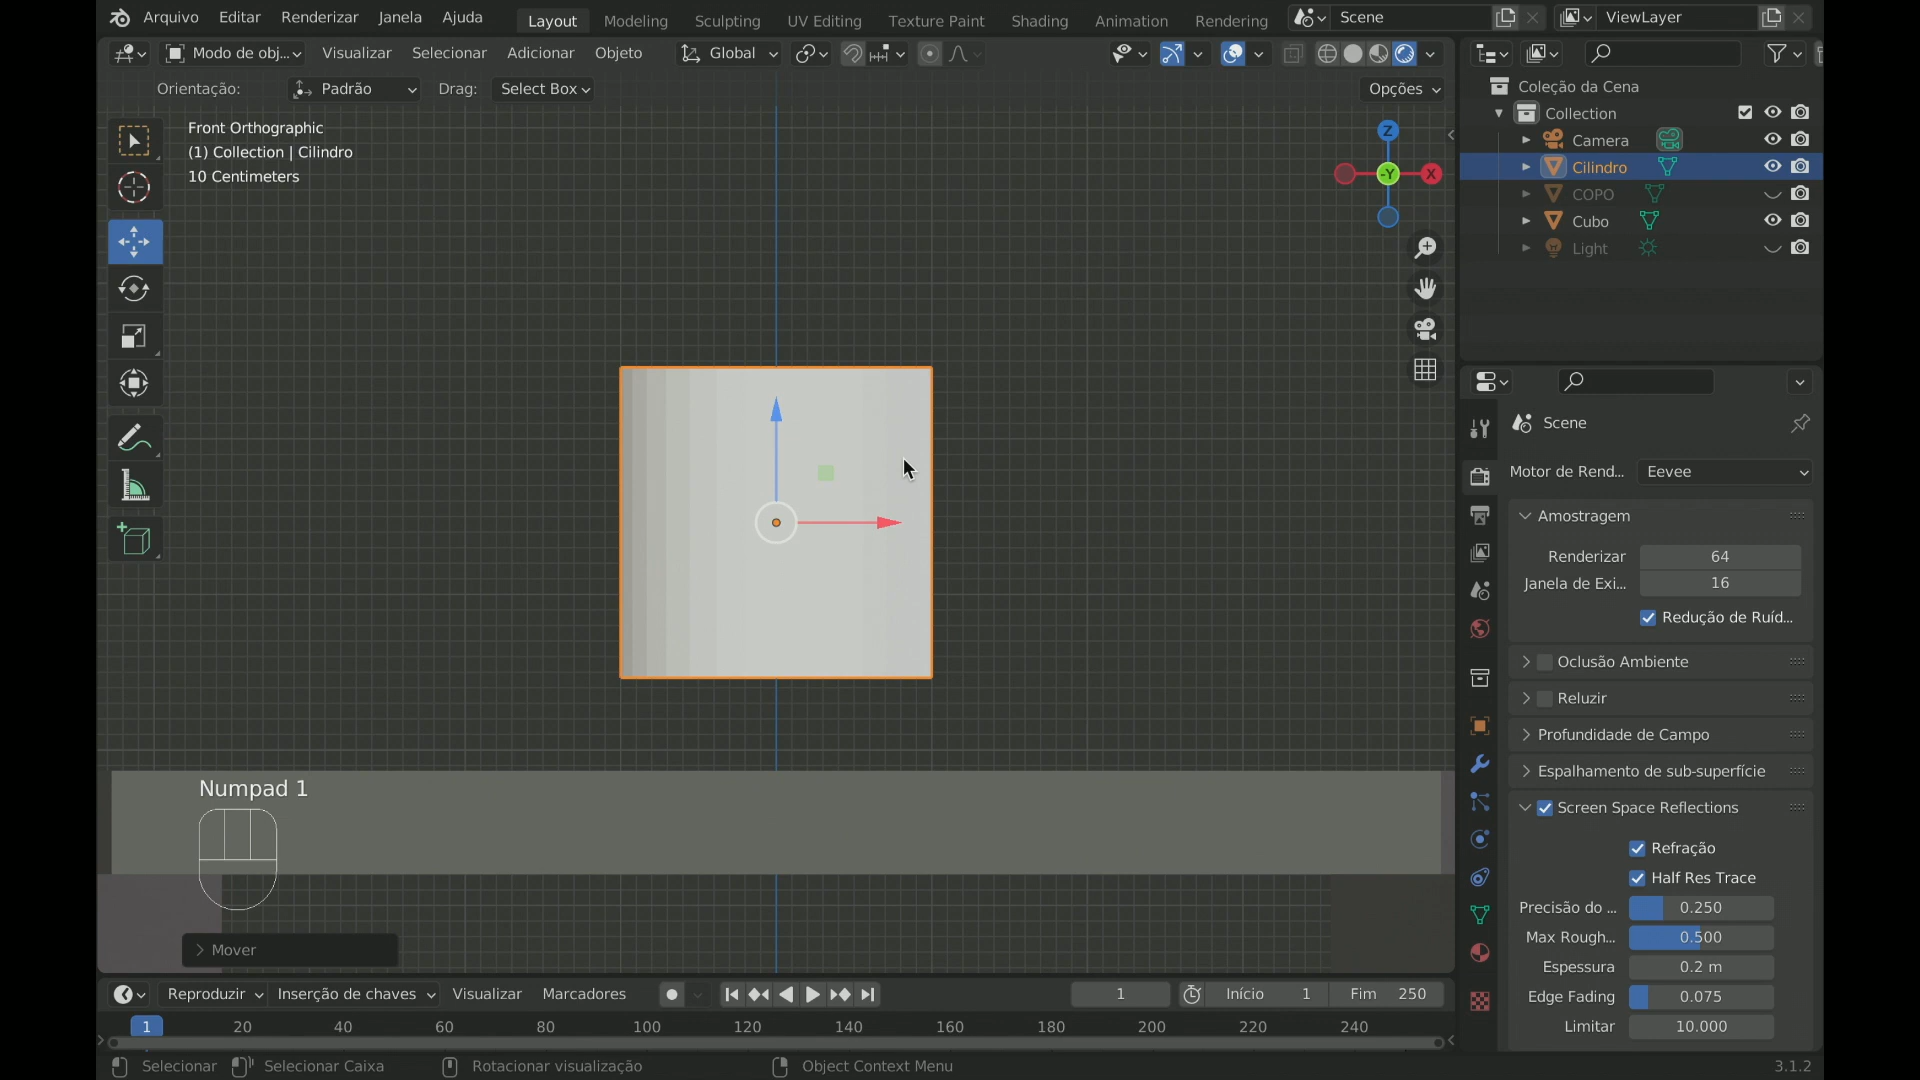 Arquivo Editar Renderizar Janela Ajuda Layout Modeling Sculpting UV Editing Texture Paint Shading Animation Rendering Scene ViewLayer
Modo de obj... Visualizar Selecionar Adicionar Objeto Global
Orientação: Padrão Drag: Select Box Opções
Front Orthographic
(1) Collection | Cilindro
10 Centimeters
Z
-Y
X
Coleção da Cena
Collection
Camera
Cilindro
COPO
Cubo
Light
Scene
Motor de Rend... Eevee
Amostragem
Renderizar 64
Janela de Exi... 16
Redução de Ruíd...
Oclusão Ambiente
Reluzir
Profundidade de Campo
Espalhamento de sub-superfície
Screen Space Reflections
Refração
Half Res Trace
Precisão do ... 0.250
Max Rough... 0.500
Espessura 0.2 m
Edge Fading 0.075
Limitar 10.000
Numpad 1
Mover
Reproduzir Inserção de chaves Visualizar Marcadores 1 Início 1 Fim 250
1 20 40 60 80 100 120 140 160 180 200 220 240
Selecionar Selecionar Caixa Rotacionar visualização Object Context Menu 3.1.2